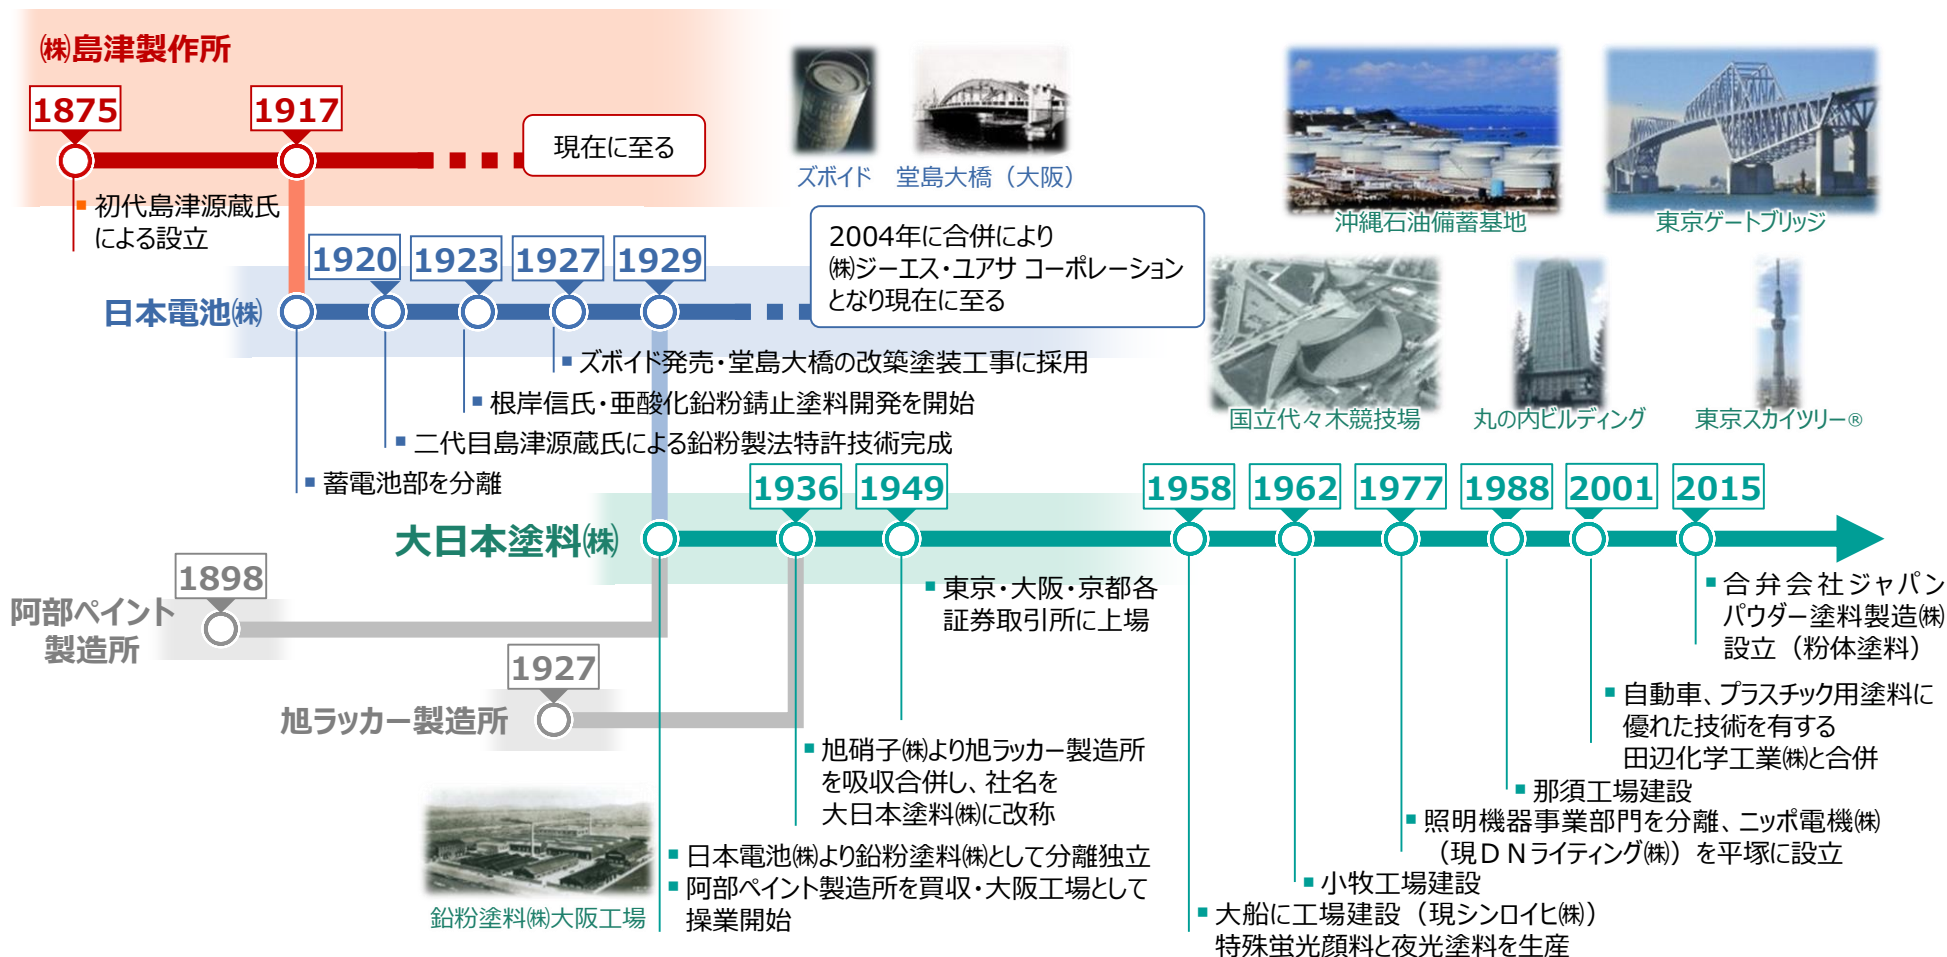 ㈱島津製作所
1875
1917
現在に至る
▪ 初代島津源蔵氏
による設立
ズボイド
堂島大橋（大阪）
沖縄石油備蓄基地
東京ゲートブリッジ
国立代々木競技場
丸の内ビルディング
東京スカイツリー®
日本電池㈱
1920
1923
1927
1929
2004年に合併により
㈱ジーエス・ユアサ コーポレーション
となり現在に至る
▪ ズボイド発売・堂島大橋の改築塗装工事に採用
▪ 根岸信氏・亜酸化鉛粉錆止塗料開発を開始
▪ 二代目島津源蔵氏による鉛粉製法特許技術完成
▪ 蓄電池部を分離
大日本塗料㈱
1936
1949
1958
1962
1977
1988
2001
2015
阿部ペイント
製造所
1898
旭ラッカー製造所
1927
▪ 東京・大阪・京都各
証券取引所に上場
▪ 合弁会社ジャパン
パウダー塗料製造㈱
設立（粉体塗料）
▪ 自動車、プラスチック用塗料に
優れた技術を有する
田辺化学工業㈱と合併
▪ 旭硝子㈱より旭ラッカー製造所
を吸収合併し、社名を
大日本塗料㈱に改称
▪ 那須工場建設
▪ 照明機器事業部門を分離、ニッポ電機㈱
（現ＤＮライティング㈱）を平塚に設立
▪ 日本電池㈱より鉛粉塗料㈱として分離独立
▪ 阿部ペイント製造所を買収・大阪工場として
操業開始
▪ 小牧工場建設
▪ 大船に工場建設（現シンロイヒ㈱）
特殊蛍光顔料と夜光塗料を生産
鉛粉塗料㈱大阪工場